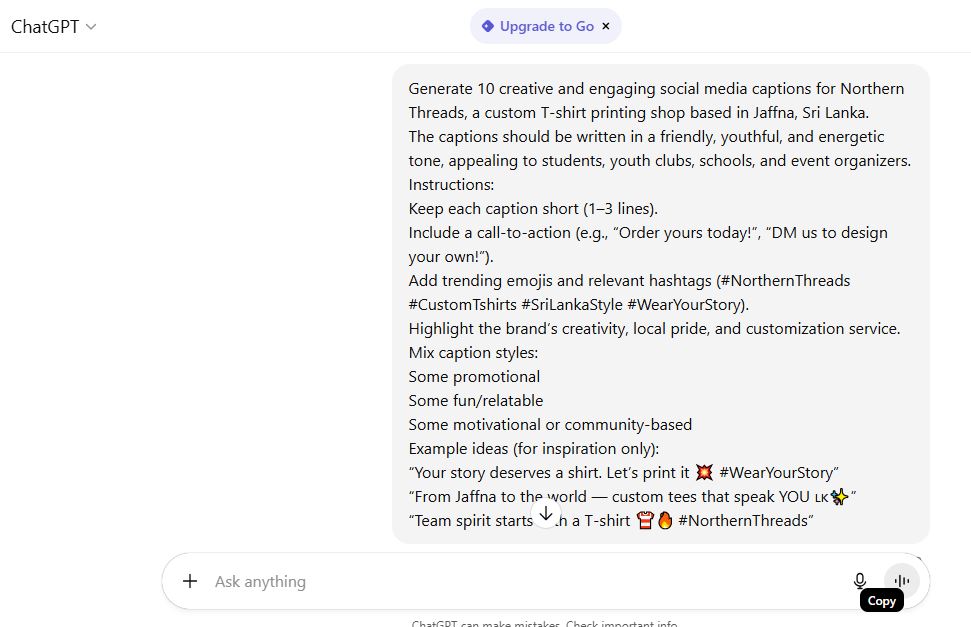 ChatGPT
Upgrade to Go ×
Generate 10 creative and engaging social media captions for Northern
Threads, a custom T-shirt printing shop based in Jaffna, Sri Lanka.
The captions should be written in a friendly, youthful, and energetic
tone, appealing to students, youth clubs, schools, and event organizers.
Instructions:
Keep each caption short (1–3 lines).
Include a call-to-action (e.g., “Order yours today!”, “DM us to design
your own!”).
Add trending emojis and relevant hashtags (#NorthernThreads
#CustomTshirts #SriLankaStyle #WearYourStory).
Highlight the brand’s creativity, local pride, and customization service.
Mix caption styles:
Some promotional
Some fun/relatable
Some motivational or community-based
Example ideas (for inspiration only):
“Your story deserves a shirt. Let’s print it 💥 #WearYourStory”
“From Jaffna to the world — custom tees that speak YOU 🇱🇰✨”
“Team spirit starts a T-shirt 👕🔥 #NorthernThreads”
Ask anything
Copy
ChatGPT can make mistakes. Check important info.